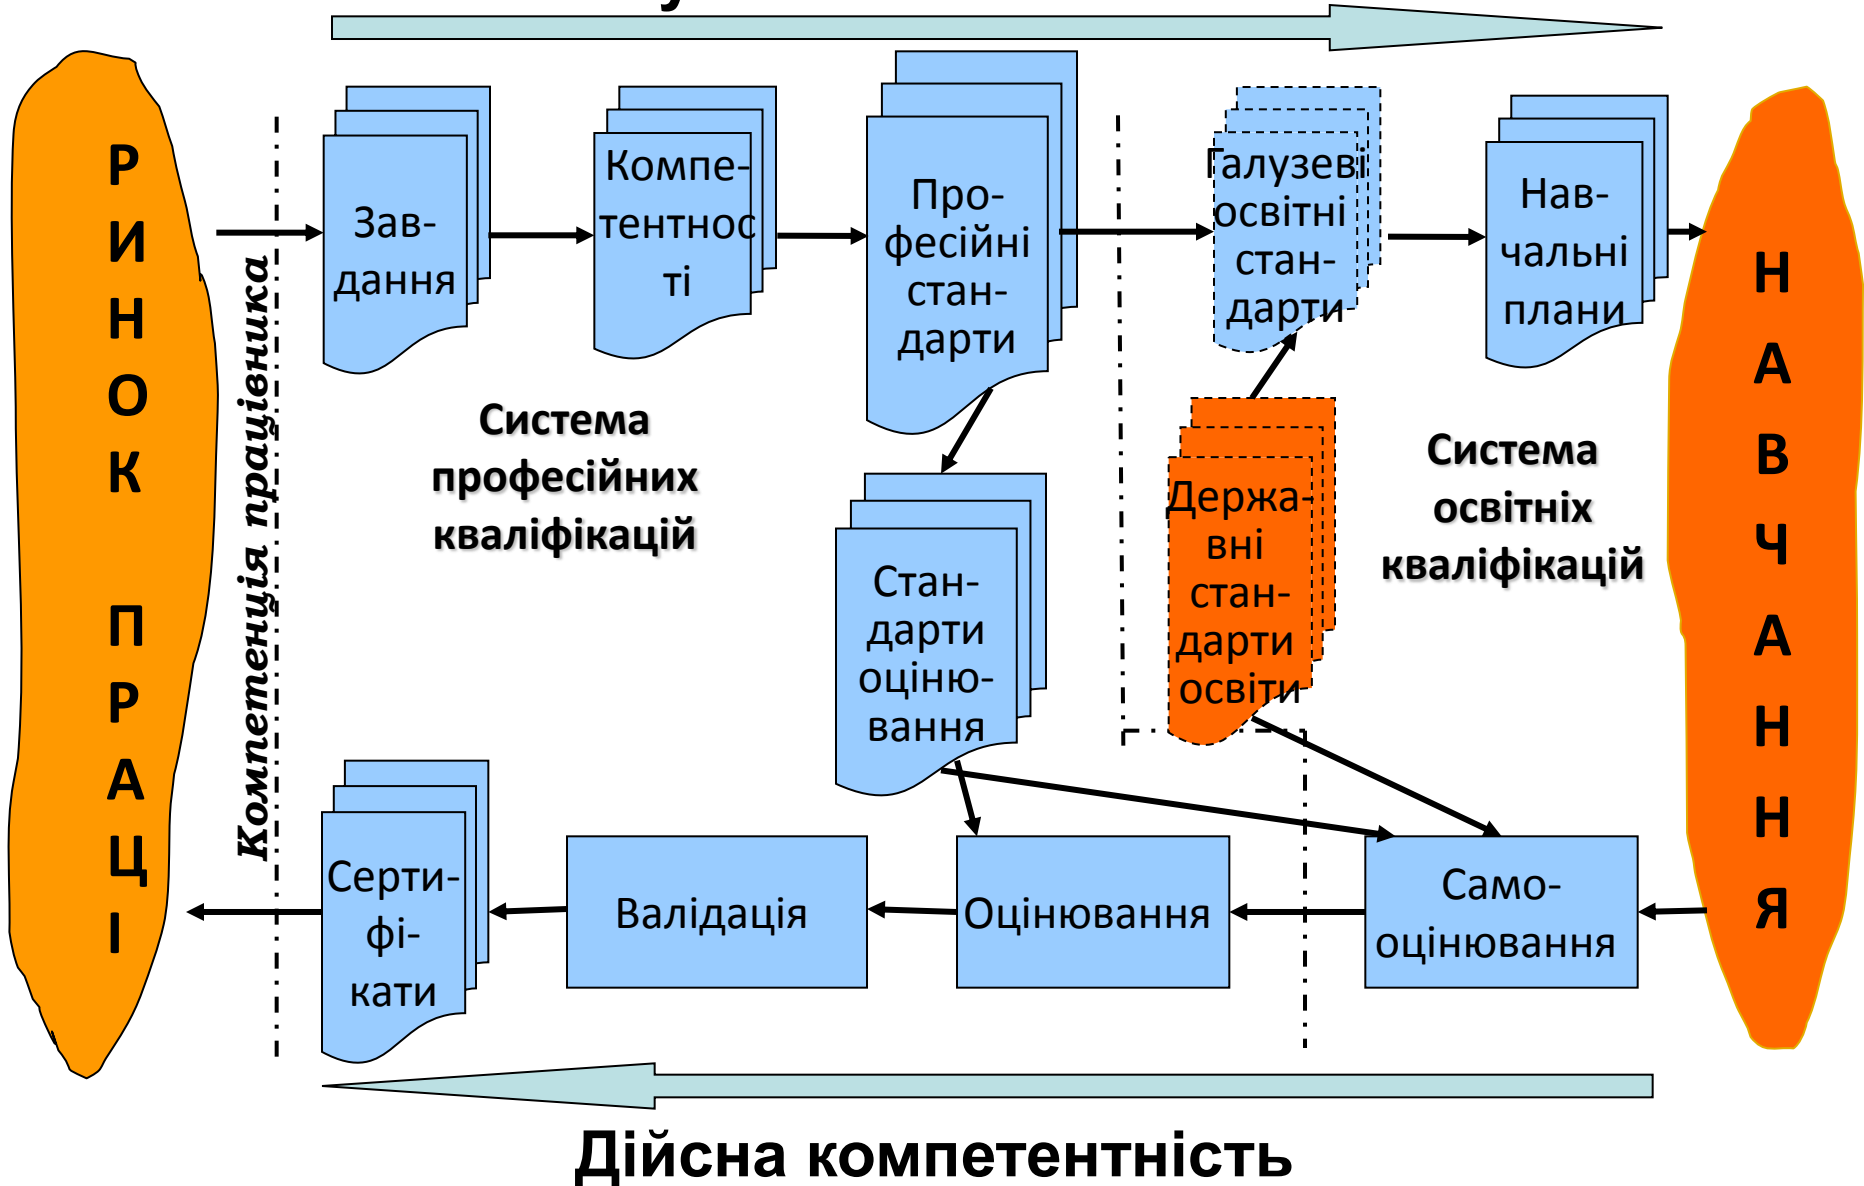 РИНОК ПРАЦІ
Компетенція працівника
Зав-
дання
Компе-
тентнос
ті
Про-
фесійні
стан-
дарти
Галузеві
освітні
стан-
дарти
Нав-
чальні
плани
Система
професійних
кваліфікацій
Стан-
дарти
оціню-
вання
Держа-
вні
стан-
дарти
освіти
Система
освітніх
кваліфікацій
НАВЧАННЯ
Серти-
фі-
кати
Валідація
Оцінювання
Само-
оцінювання
Дійсна компетентність